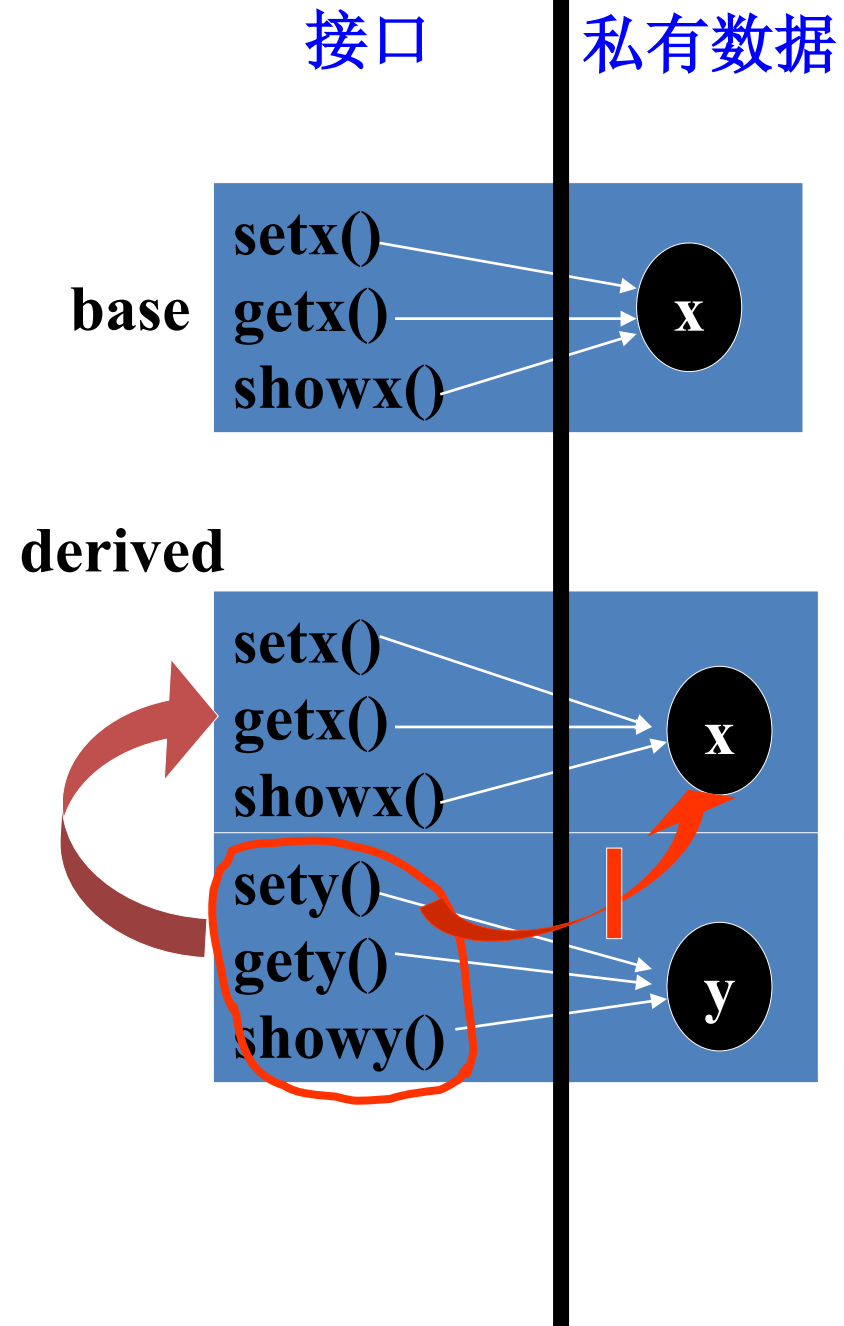 接口 私有数据
base
setx()
getx()
showx()
x
derived
setx()
getx()
showx()
x
sety()
gety()
showy()
y